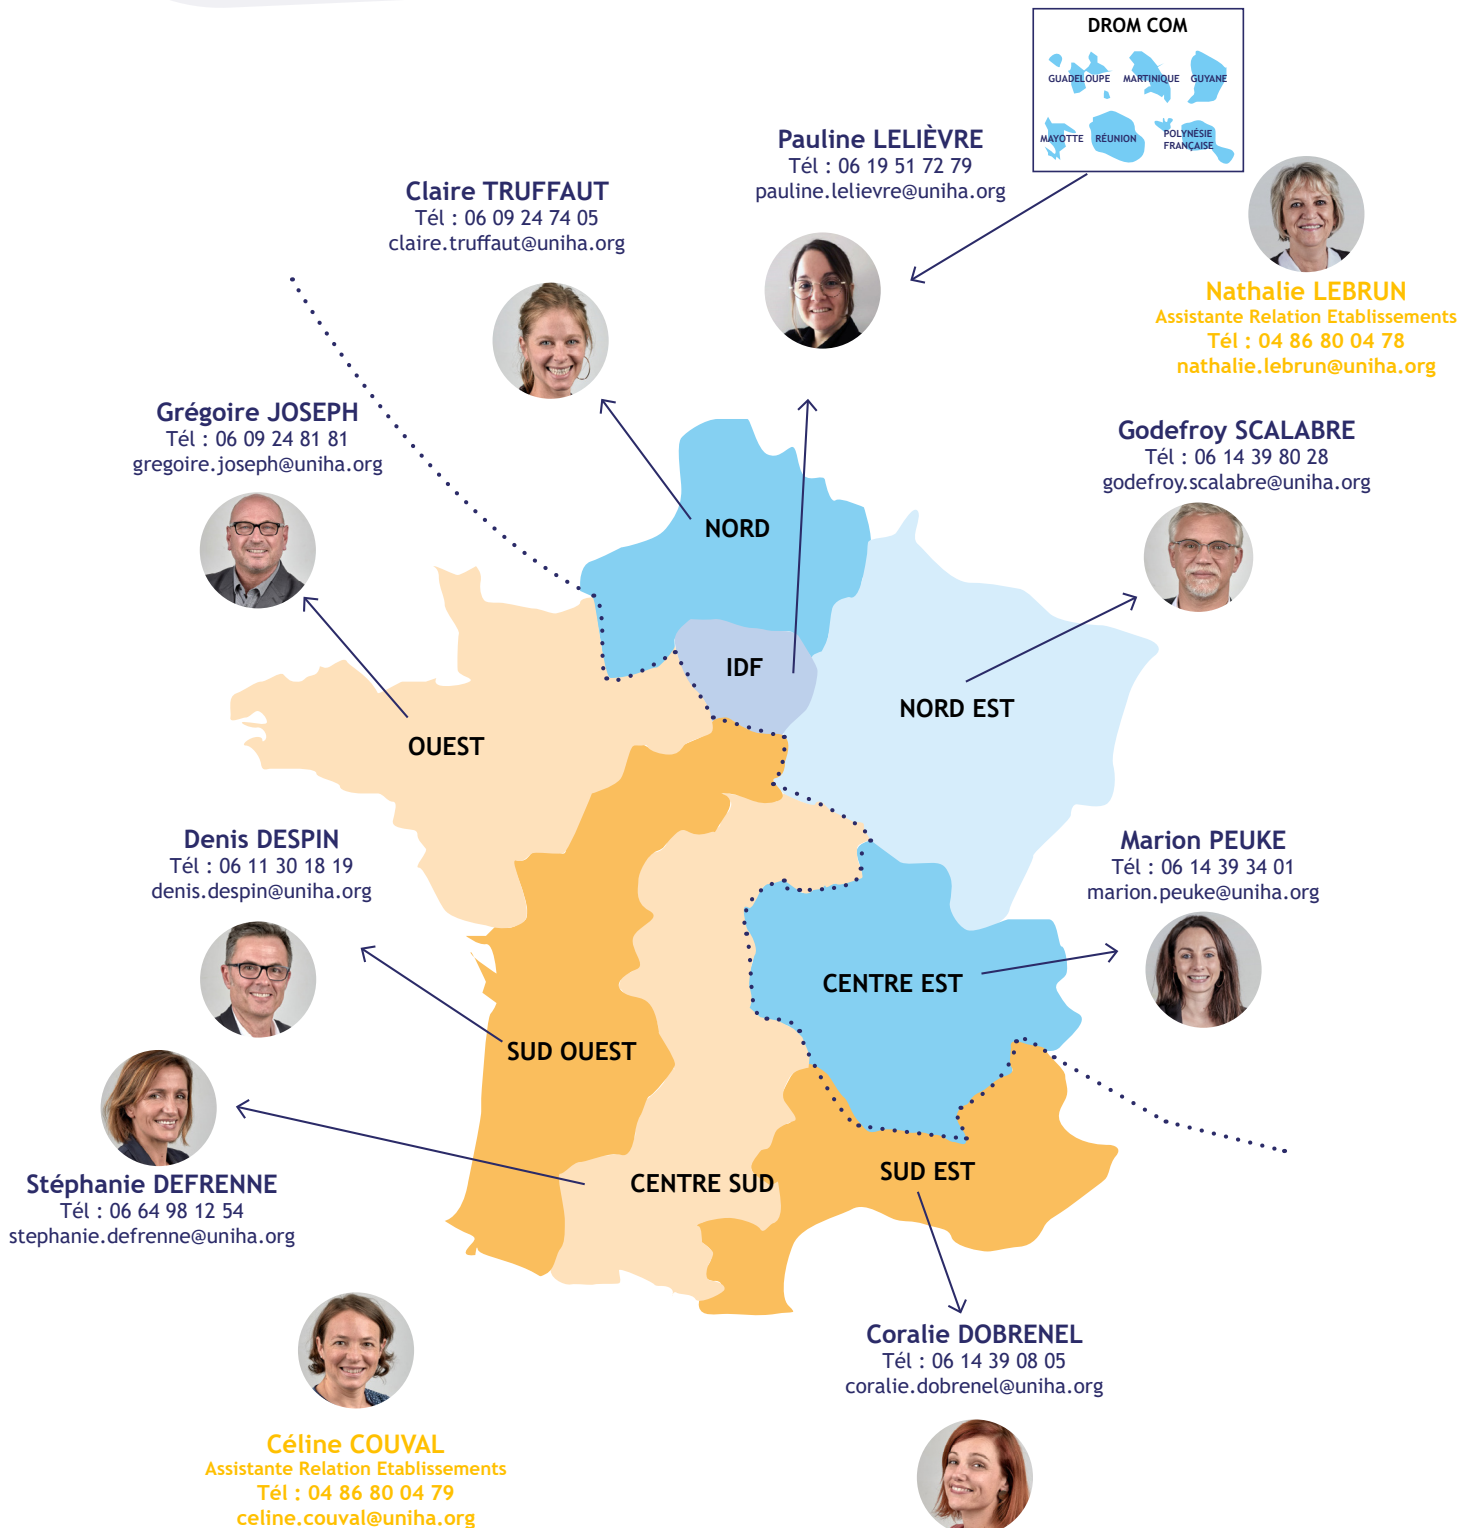 DROM COM
GUADELOUPE
MARTINIQUE
GUYANE
MAYOTTE
RÉUNION
POLYNÉSIE
FRANÇAISE
Pauline LELIÈVRE
Tél : 06 19 51 72 79
pauline.lelievre@uniha.org
Claire TRUFFAUT
Tél : 06 09 24 74 05
claire.truffaut@uniha.org
Nathalie LEBRUN
Assistante Relation Etablissements
Tél : 04 86 80 04 78
nathalie.lebrun@uniha.org
Grégoire JOSEPH
Tél : 06 09 24 81 81
gregoire.joseph@uniha.org
Godefroy SCALABRE
Tél : 06 14 39 80 28
godefroy.scalabre@uniha.org
NORD
IDF
NORD EST
OUEST
Denis DESPIN
Tél : 06 11 30 18 19
denis.despin@uniha.org
Marion PEUKE
Tél : 06 14 39 34 01
marion.peuke@uniha.org
CENTRE EST
SUD OUEST
SUD EST
CENTRE SUD
Stéphanie DEFRENNE
Tél : 06 64 98 12 54
stephanie.defrenne@uniha.org
Coralie DOBRENEL
Tél : 06 14 39 08 05
coralie.dobrenel@uniha.org
Céline COUVAL
Assistante Relation Etablissements
Tél : 04 86 80 04 79
celine.couval@uniha.org